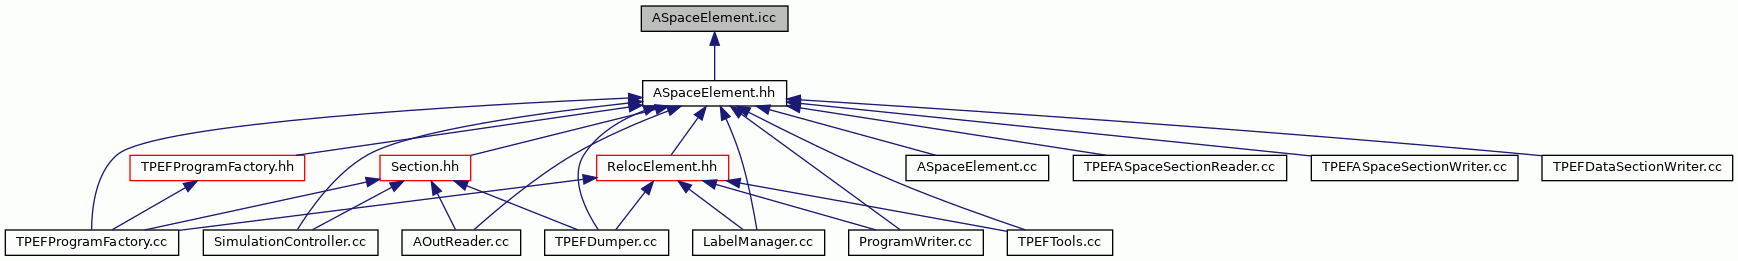 ASpaceElement.icc
ASpaceElement.hh
TPEFProgramFactory.hh
Section.hh
RelocElement.hh
ASpaceElement.cc
TPEFASpaceSectionReader.cc
TPEFASpaceSectionWriter.cc
TPEFDataSectionWriter.cc
TPEFProgramFactory.cc
SimulationController.cc
AOutReader.cc
TPEFDumper.cc
LabelManager.cc
ProgramWriter.cc
TPEFTools.cc